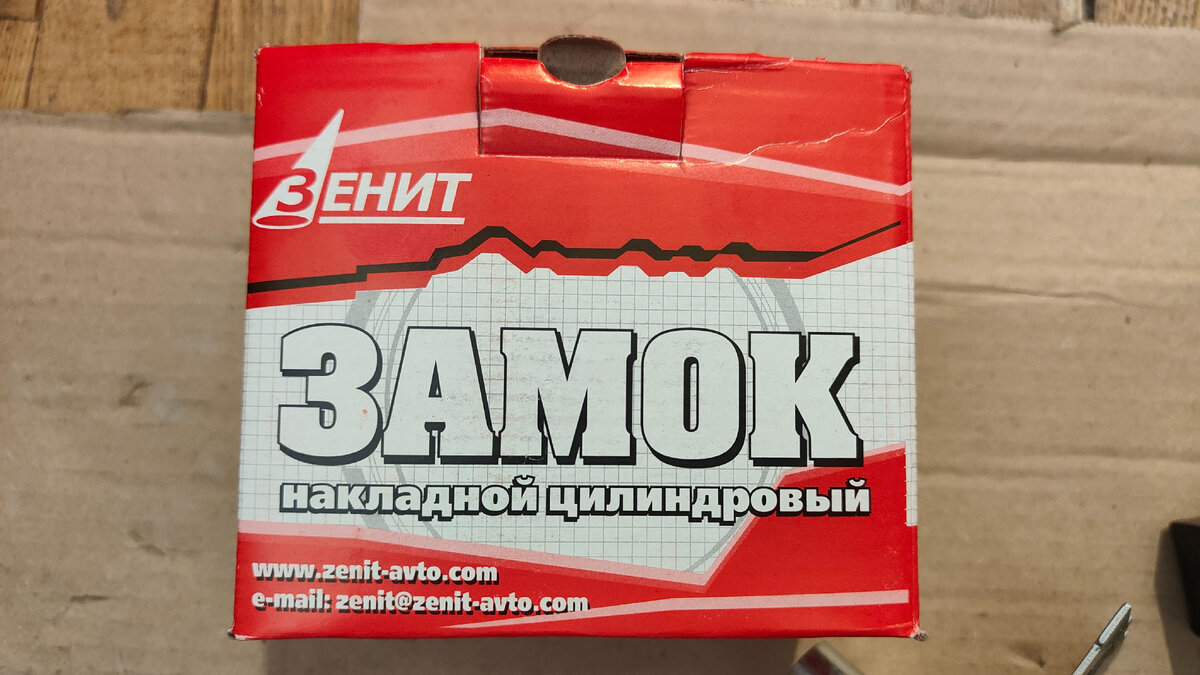 ЗЕНИТ
ЗАМОК
накладной цилиндровый
www.zenit-avto.com
e-mail: zenit@zenit-avto.com